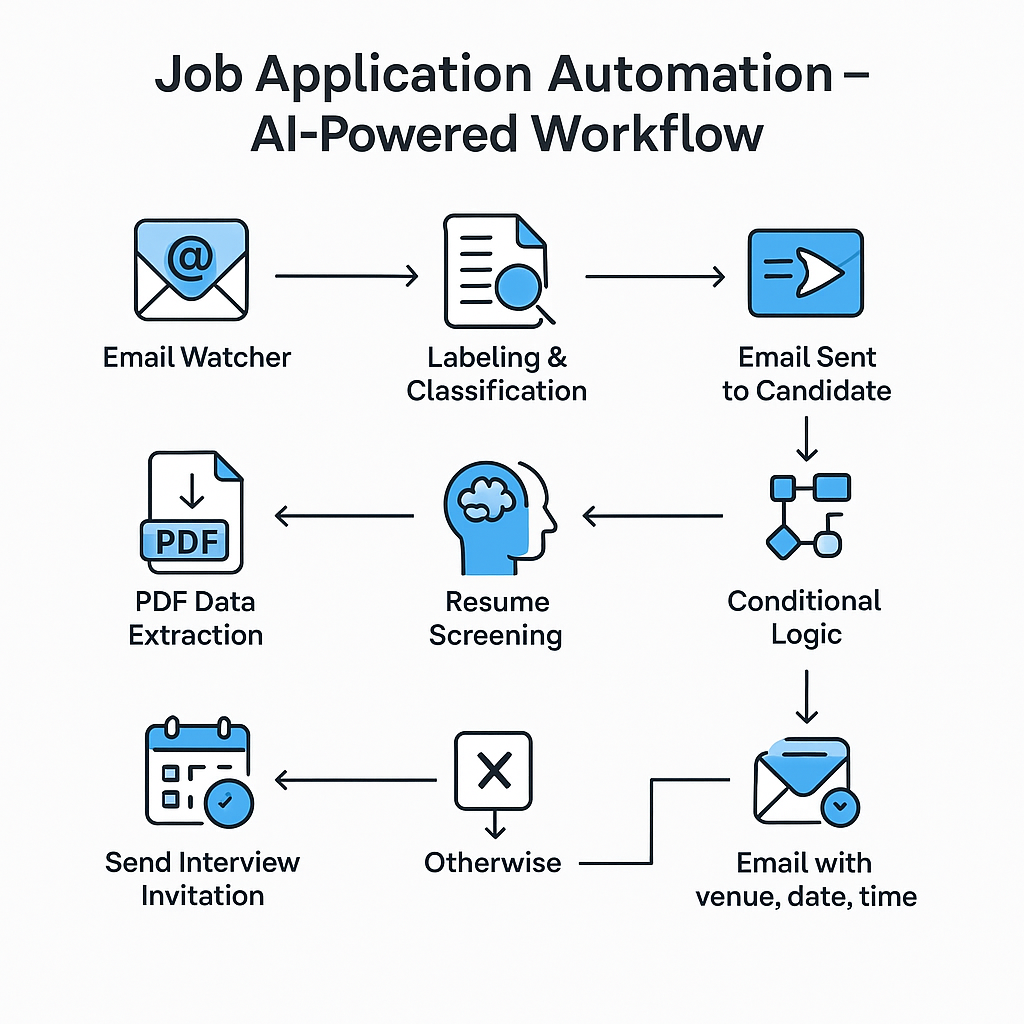 Job Application Automation –
AI-Powered Workflow
@
Email Watcher
Labeling &
Classification
Email Sent
to Candidate
PDF
PDF Data
Extraction
Resume
Screening
Conditional
Logic
Send Interview
Invitation
X
Otherwise
Email with
venue, date, time